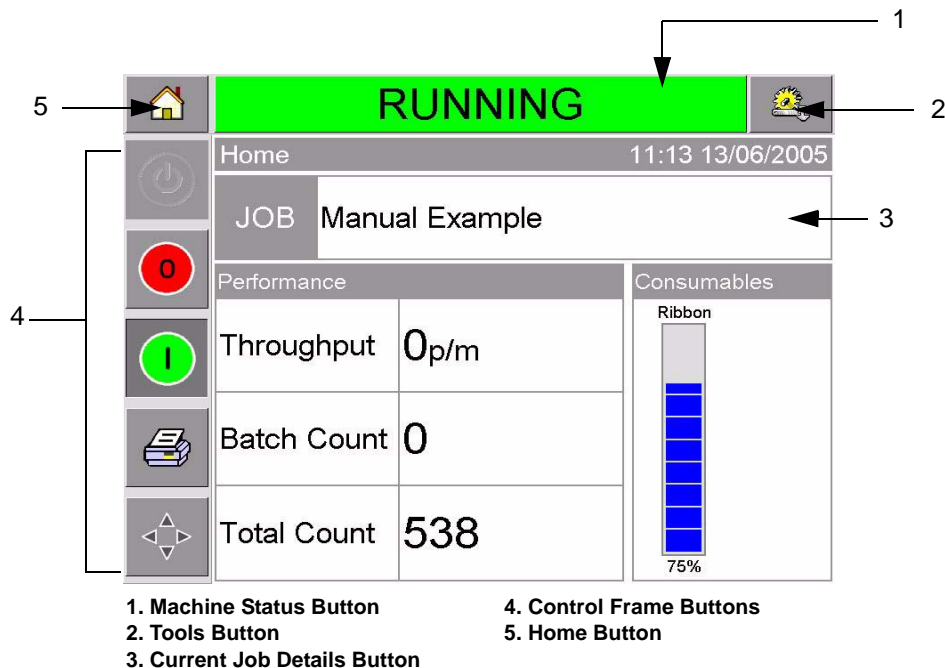 1
5
RUNNING
2
Home 11:13 13/06/2005
JOB Manual Example
3
0
Performance
Consumables
4
Ribbon
I
Throughput 0p/m
Batch Count 0
Total Count 538
75%
1. Machine Status Button
2. Tools Button
3. Current Job Details Button
4. Control Frame Buttons
5. Home Button